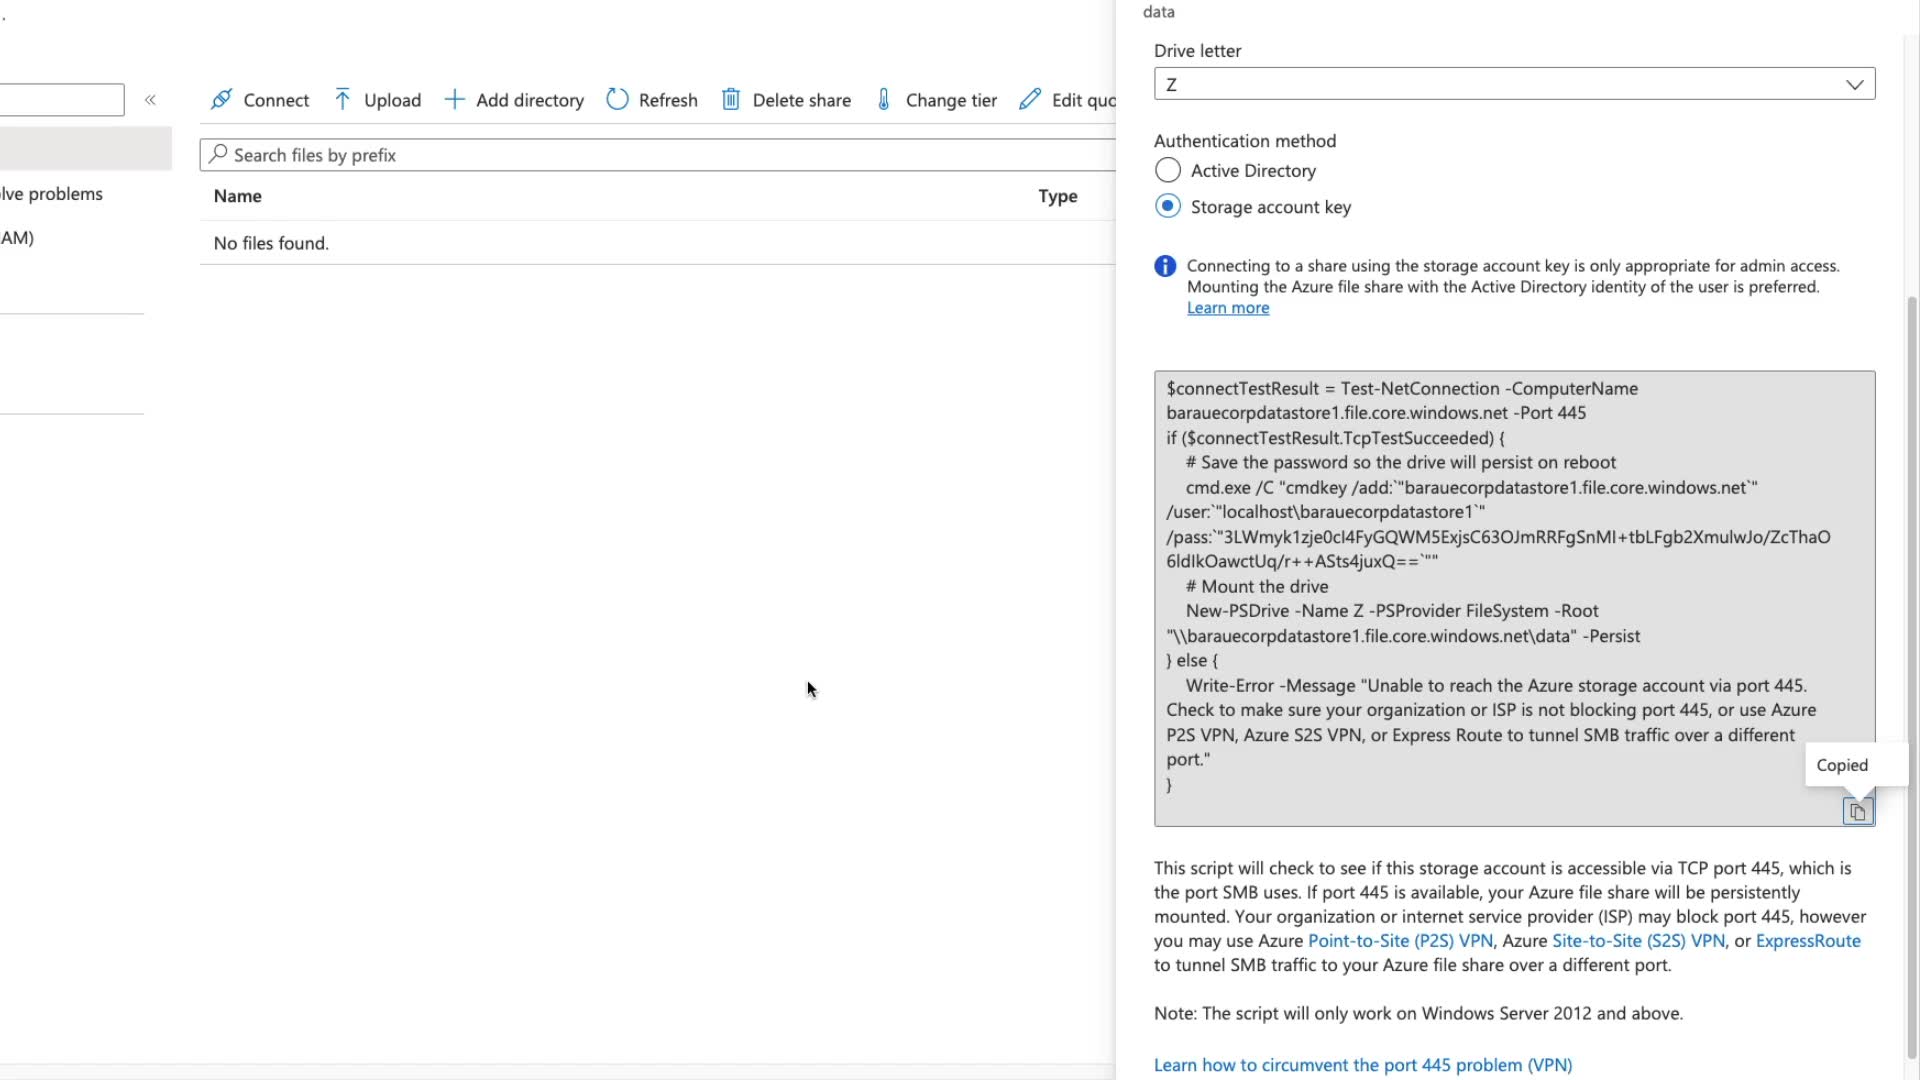 data
Drive letter
Z
Connect
Upload
Add directory
Refresh
Delete share
Change tier
Edit quo
Search files by prefix
Name
Type
No files found.
lve problems
AM)
Authentication method
Active Directory
Storage account key
Connecting to a share using the storage account key is only appropriate for admin access.
Mounting the Azure file share with the Active Directory identity of the user is preferred.
Learn more
$connectTestResult = Test-NetConnection -ComputerName
barauecorpdatastore1.file.core.windows.net -Port 445
if ($connectTestResult.TcpTestSucceeded) {
# Save the password so the drive will persist on reboot
cmd.exe /C "cmdkey /add:`"barauecorpdatastore1.file.core.windows.net`"
/user:`"localhost\barauecorpdatastore1`"
/pass:`"3LWmyk1zje0cI4FyGQWM5ExjsC63OJmRRFgSnMI+tbLFgb2XmulwJo/ZcThaO
6ldIkOawctUq/r++ASts4juxQ==`""
# Mount the drive
New-PSDrive -Name Z -PSProvider FileSystem -Root
"\\barauecorpdatastore1.file.core.windows.net\data" -Persist
} else {
Write-Error -Message "Unable to reach the Azure storage account via port 445.
Check to make sure your organization or ISP is not blocking port 445, or use Azure
P2S VPN, Azure S2S VPN, or Express Route to tunnel SMB traffic over a different
port."
}
Copied
This script will check to see if this storage account is accessible via TCP port 445, which is
the port SMB uses. If port 445 is available, your Azure file share will be persistently
mounted. Your organization or internet service provider (ISP) may block port 445, however
you may use Azure Point-to-Site (P2S) VPN, Azure Site-to-Site (S2S) VPN, or ExpressRoute
to tunnel SMB traffic to your Azure file share over a different port.
Note: The script will only work on Windows Server 2012 and above.
Learn how to circumvent the port 445 problem (VPN)